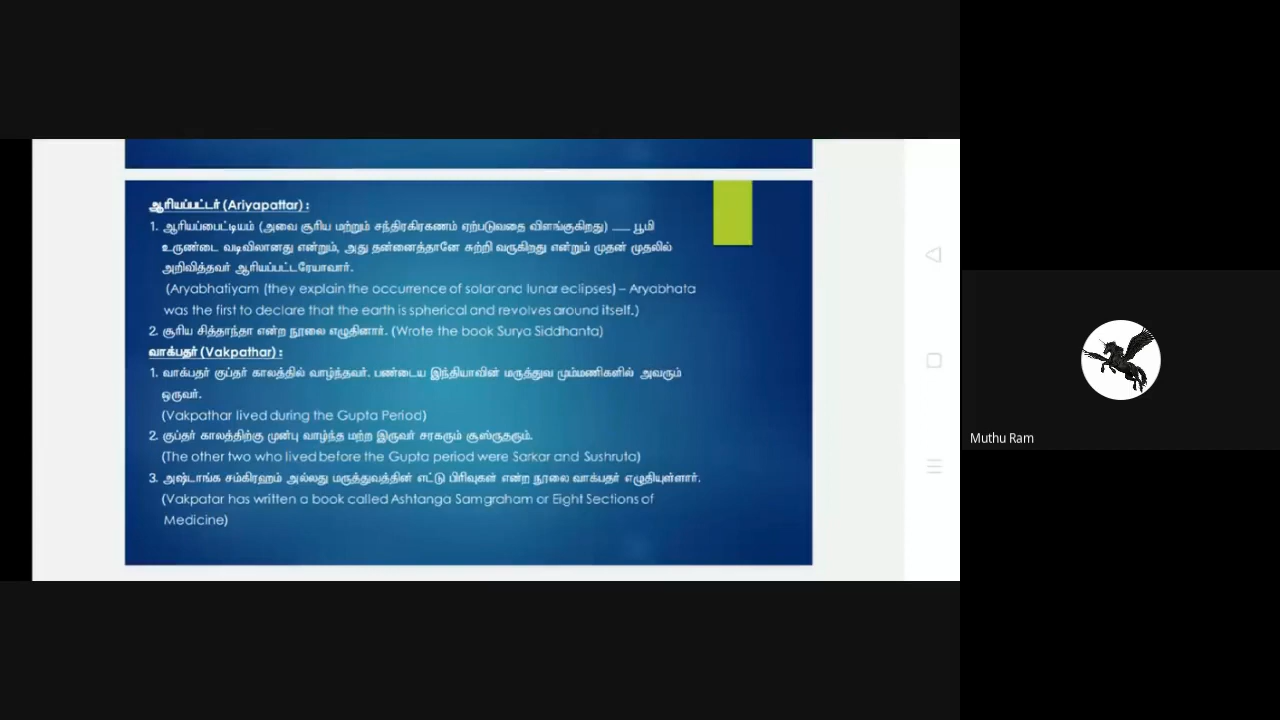 ஆரியப்பட்டர் (Ariyapattar) :
1. ஆரியப்பைட்டியம் (அவை சூரிய மற்றும் சந்திரகிரகணம் ஏற்படுவதை விளங்குகிறது) ___ பூமி
உருண்டை வடிவிலானது என்றும், அது தன்னைத்தானே சுற்றி வருகிறது என்றும் முதன் முதலில்
அறிவித்தவர் ஆரியப்பட்டரேயாவார்.
(Aryabhatiyam (they explain the occurrence of solar and lunar eclipses) – Aryabhata
was the first to declare that the earth is spherical and revolves around itself.)
2. சூரிய சித்தாந்தா என்ற நூலை எழுதினார். (Wrote the book Surya Siddhanta)
வாக்பதர் (Vakpathar) :
1. வாக்பதர் குப்தர் காலத்தில் வாழ்ந்தவர். பண்டைய இந்தியாவின் மருத்துவ மும்மணிகளில் அவரும்
ஒருவர்.
(Vakpathar lived during the Gupta Period)
2. குப்தர் காலத்திற்கு முன்பு வாழ்ந்த மற்ற இருவர் சரகரும் சூஸ்ருதரும்.
(The other two who lived before the Gupta period were Sarkar and Sushruta)
3. அஷ்டாங்க சம்கிரஹம் அல்லது மருத்துவத்தின் எட்டு பிரிவுகள் என்ற நூலை வாக்பதர் எழுதியுள்ளார்.
(Vakpatar has written a book called Ashtanga Samgraham or Eight Sections of
Medicine)
Muthu Ram